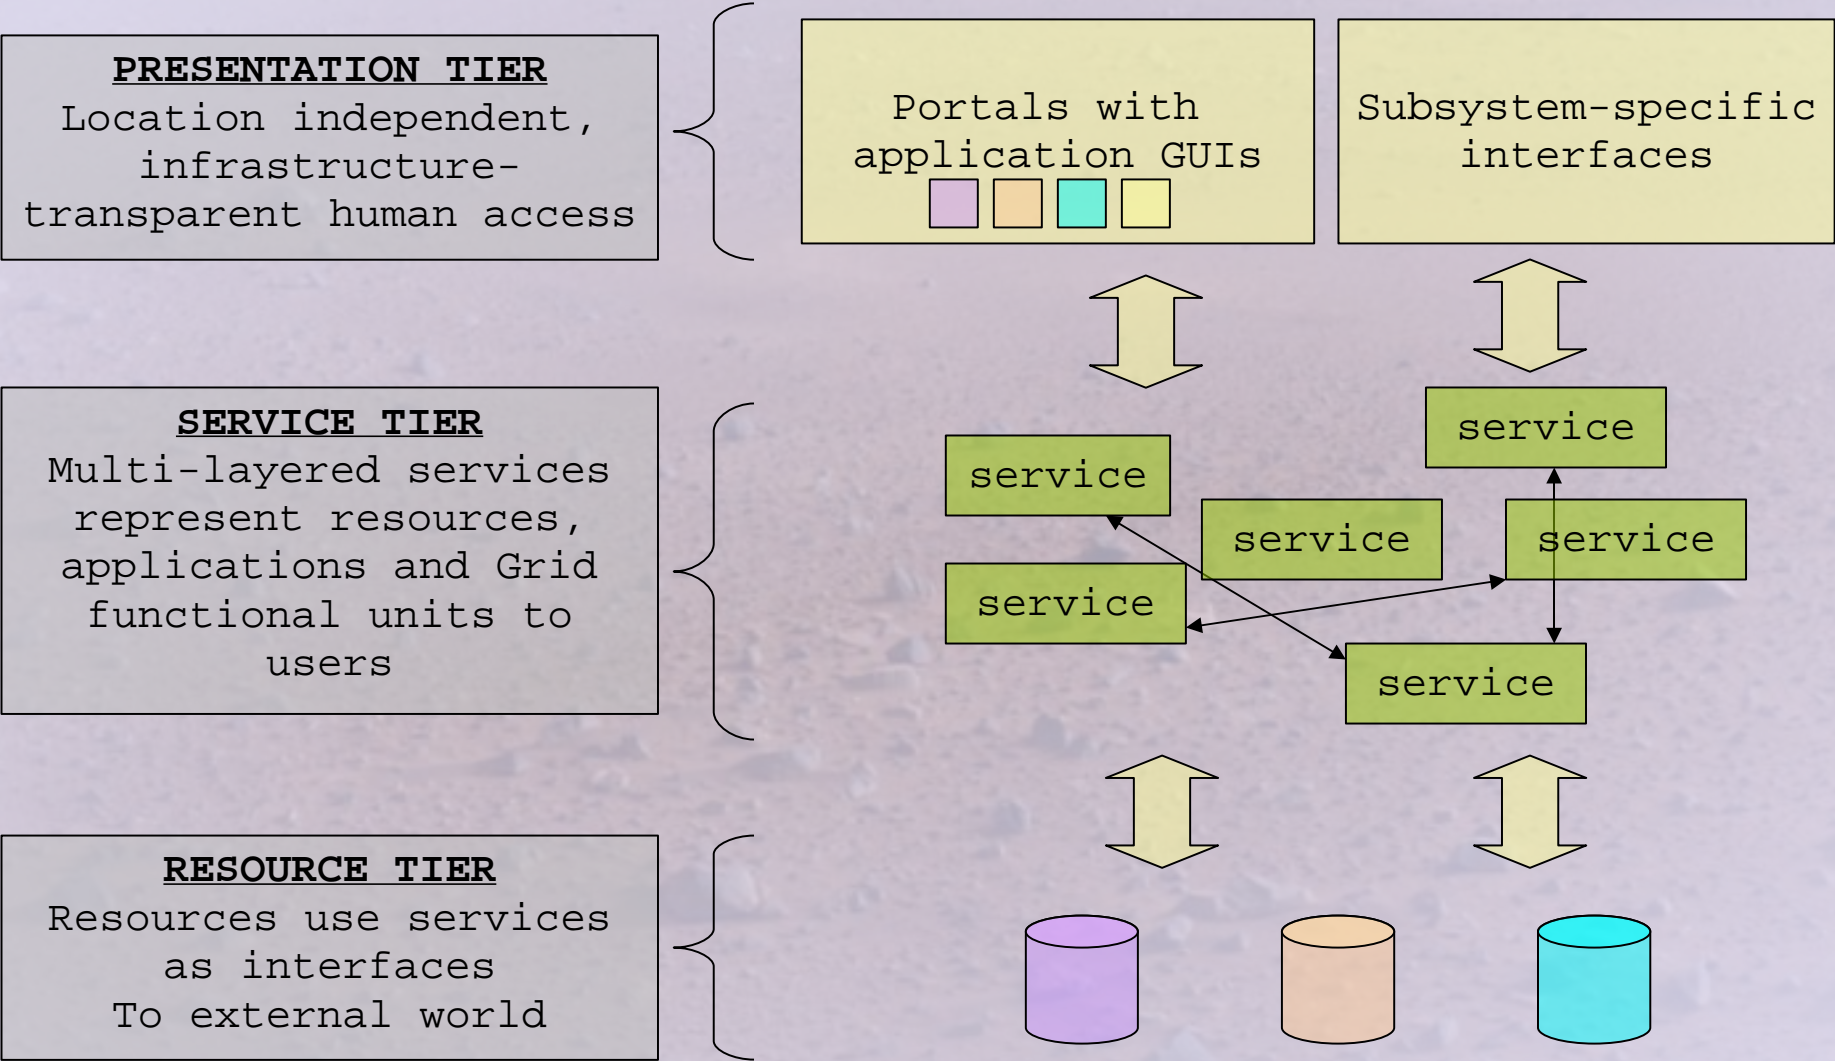 PRESENTATION TIER
Location independent,
infrastructure-
transparent human access
Portals with
application GUIs
Subsystem-specific
interfaces
SERVICE TIER
Multi-layered services
represent resources,
applications and Grid
functional units to
users
service
service
service
service
service
service
RESOURCE TIER
Resources use services
as interfaces
To external world